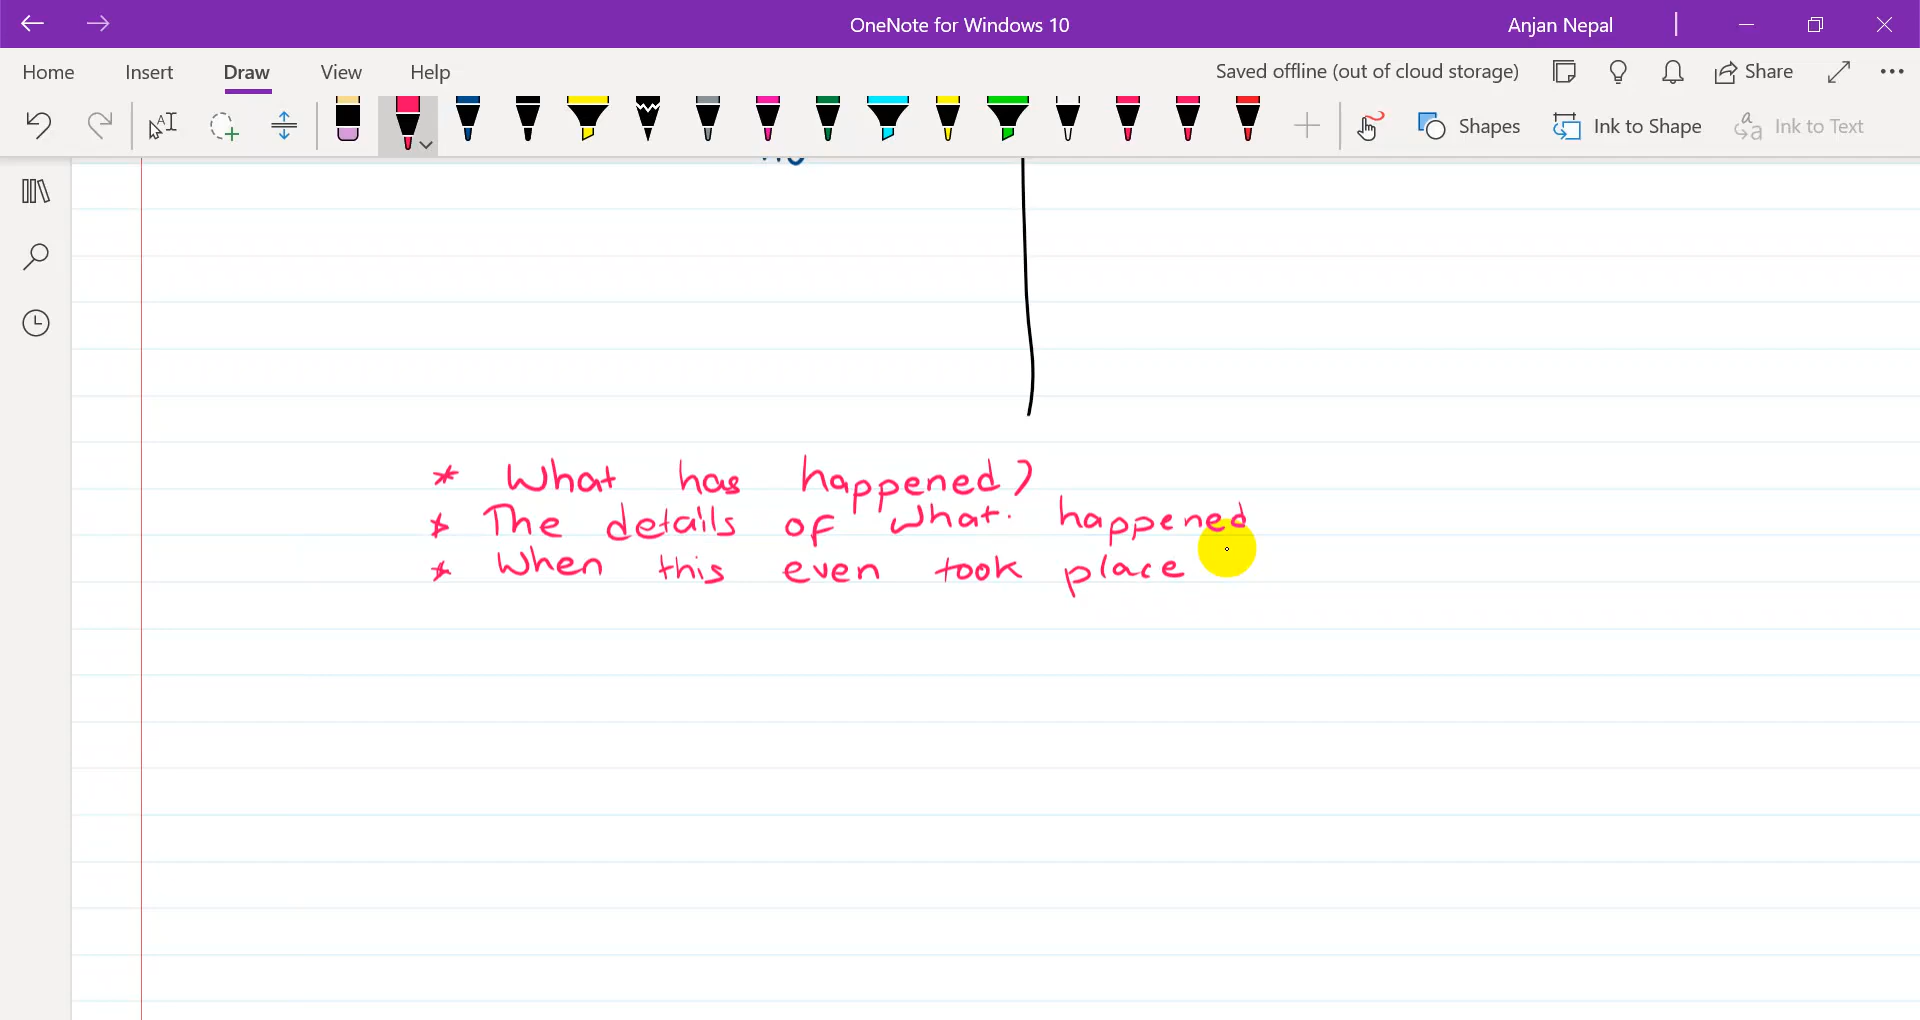 OneNote for Windows 10
Anjan Nepal
Home Insert Draw View Help
Saved offline (out of cloud storage)
Share
Shapes
Ink to Shape
Ink to Text
* What has happened?
* The details of what. happened
* When this even took place